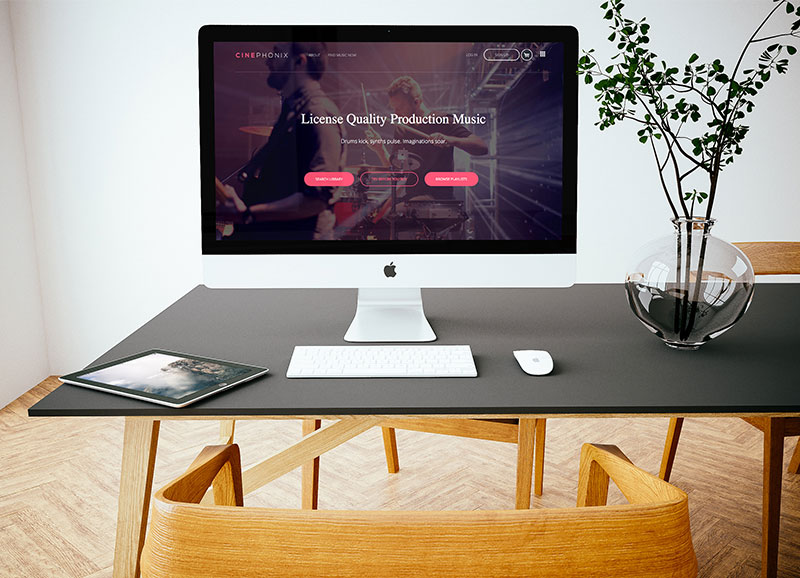 CINEPHONIX
ABOUT
FIND MUSIC NOW
LOG IN
SIGN UP
License Quality Production Music
Drums kick, synths pulse. Imaginations soar.
SEARCH LIBRARY
BROWSE PLAYLISTS